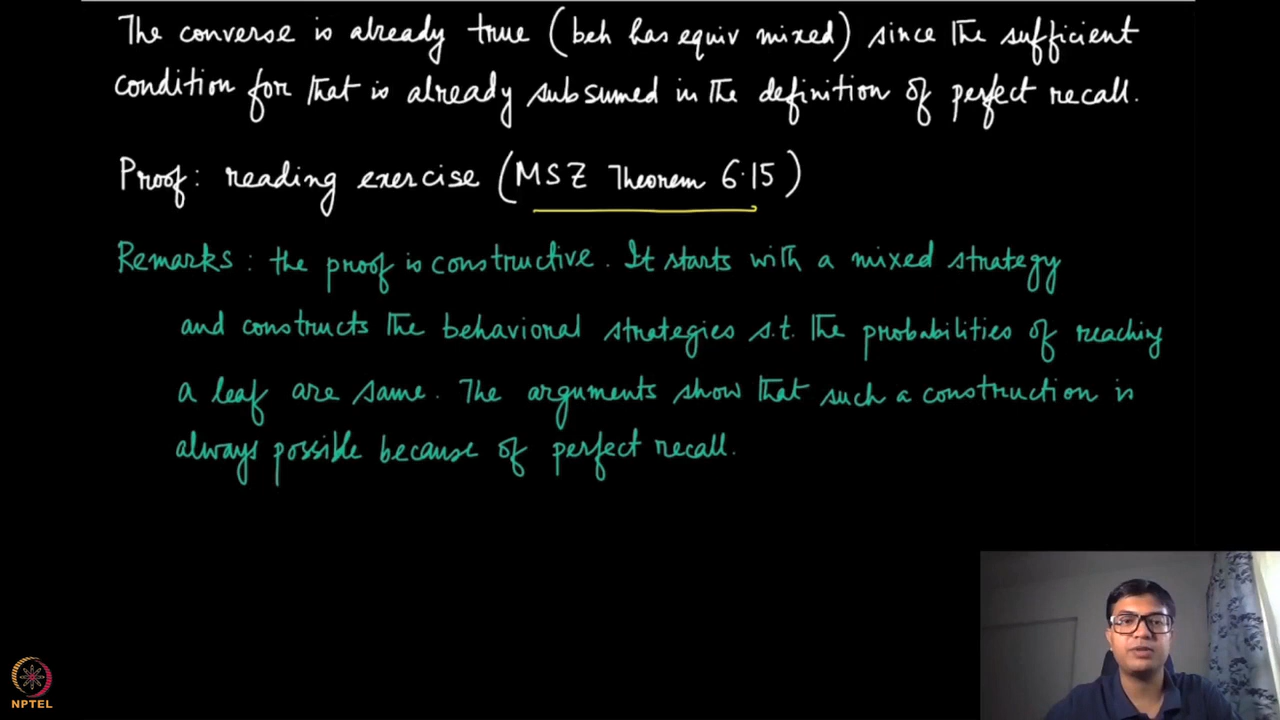 The converse is already true (beh has equiv mixed) since the sufficient
condition for that is already subsumed in the definition of perfect recall.
Proof: reading exercise (MSZ Theorem 6.15)
Remarks: the proof is constructive. It starts with a mixed strategy
and constructs the behavioral strategies s.t. the probabilities of reaching
a leaf are same. The arguments show that such a construction is
always possible because of perfect recall.
NPTEL